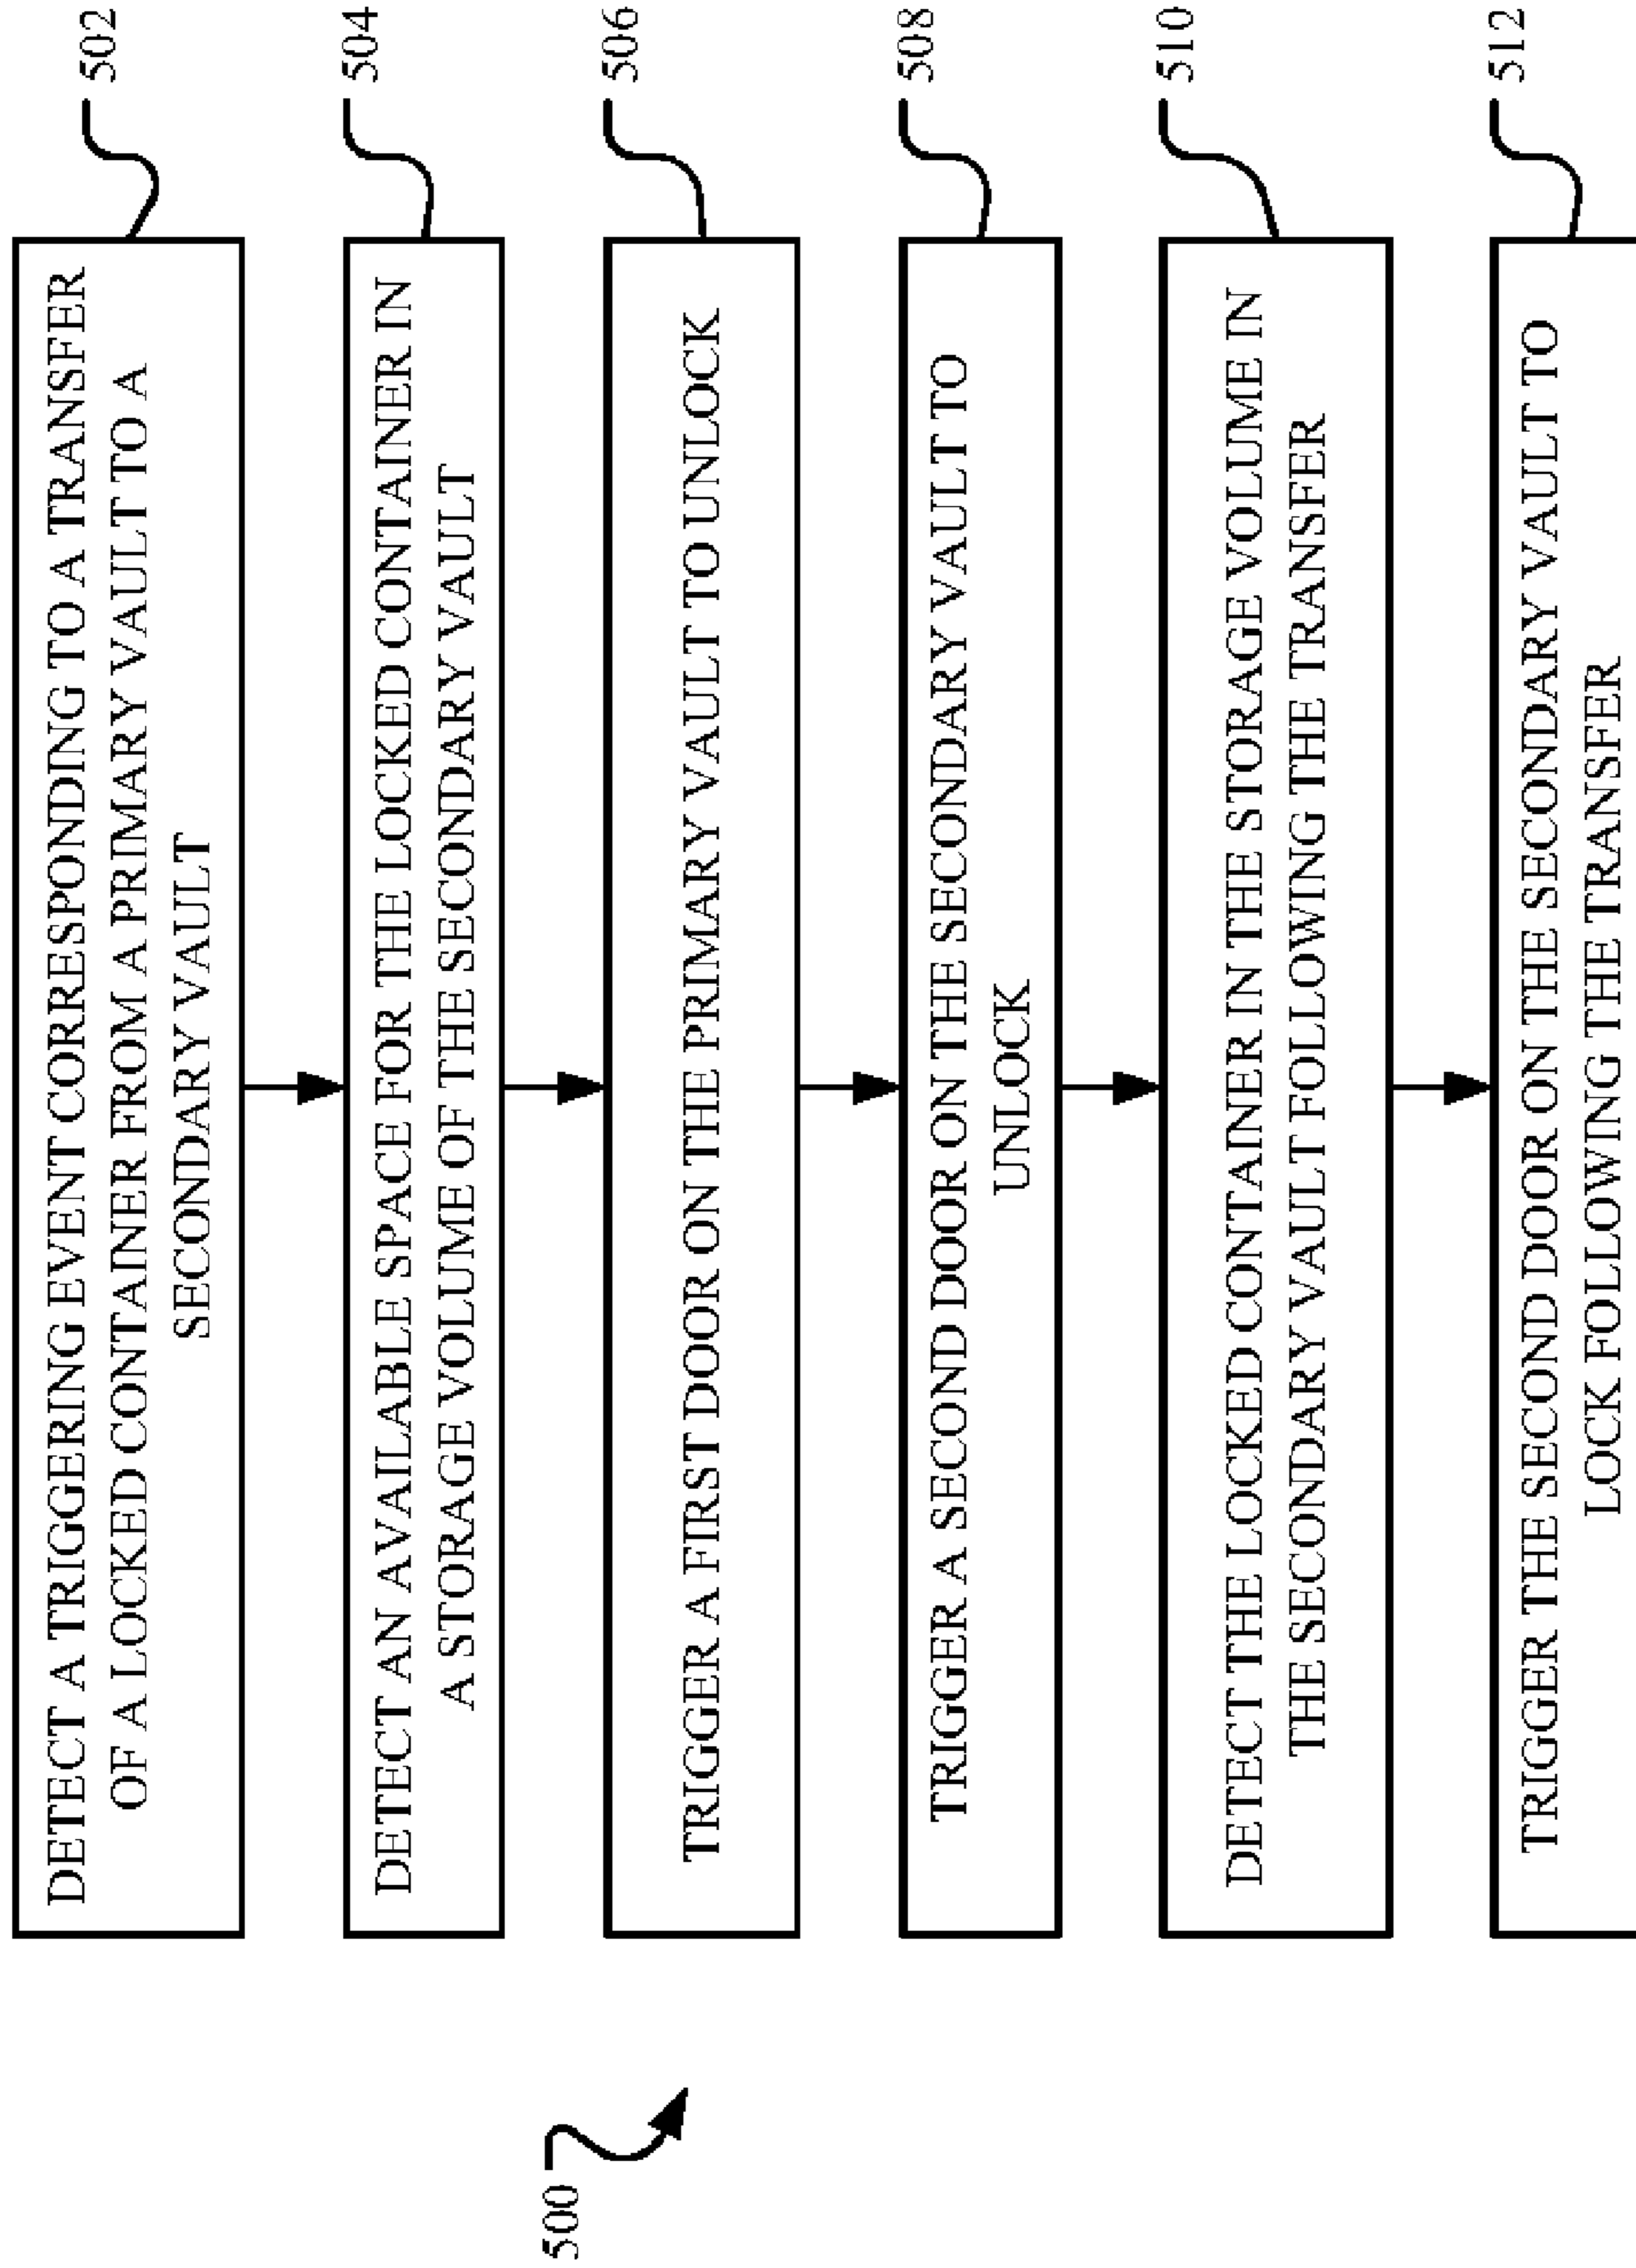 500
DETECT A TRIGGERING EVENT CORRESPONDING TO A TRANSFER
OF A LOCKED CONTAINER FROM A PRIMARY VAULT TO A
SECONDARY VAULT
502
DETECT AN AVAILABLE SPACE FOR THE LOCKED CONTAINER IN
A STORAGE VOLUME OF THE SECONDARY VAULT
504
TRIGGER A FIRST DOOR ON THE PRIMARY VAULT TO UNLOCK
506
TRIGGER A SECOND DOOR ON THE SECONDARY VAULT TO
UNLOCK
508
DETECT THE LOCKED CONTAINER IN THE STORAGE VOLUME IN
THE SECONDARY VAULT FOLLOWING THE TRANSFER
510
TRIGGER THE SECOND DOOR ON THE SECONDARY VAULT TO
LOCK FOLLOWING THE TRANSFER
512